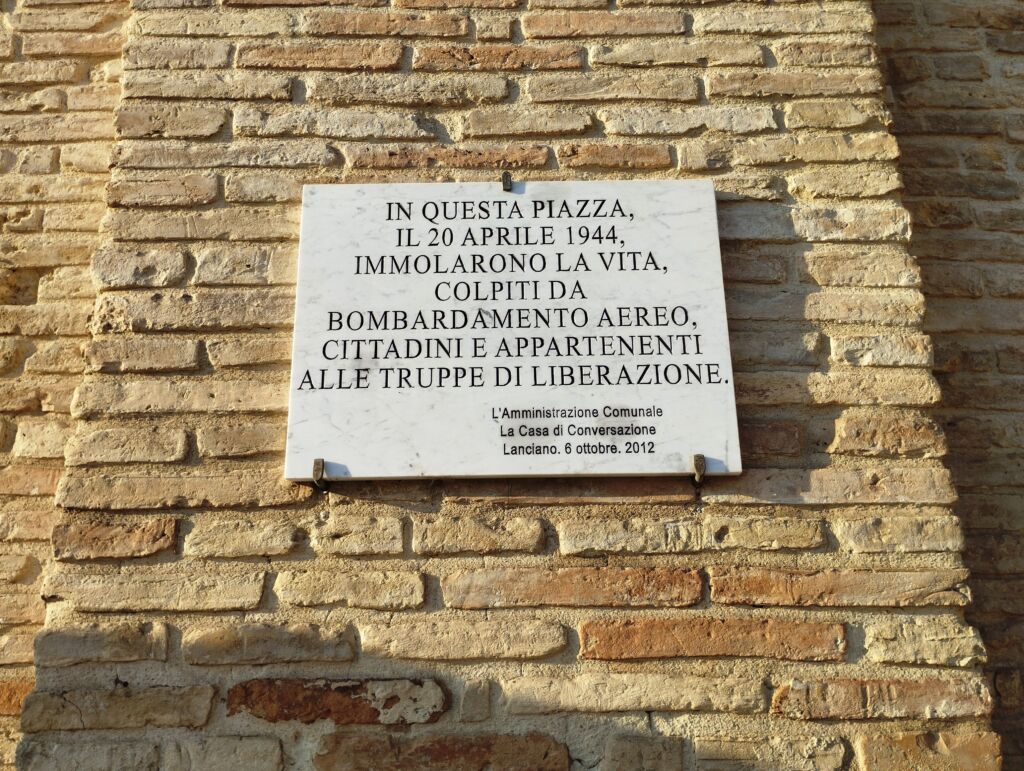 IN QUESTA PIAZZA,
IL 20 APRILE 1944,
IMMOLARONO LA VITA,
COLPITI DA
BOMBARDAMENTO AEREO,
CITTADINI E APPARTENENTI
ALLE TRUPPE DI LIBERAZIONE.
L'Amministrazione Comunale
La Casa di Conversazione
Lanciano. 6 ottobre. 2012